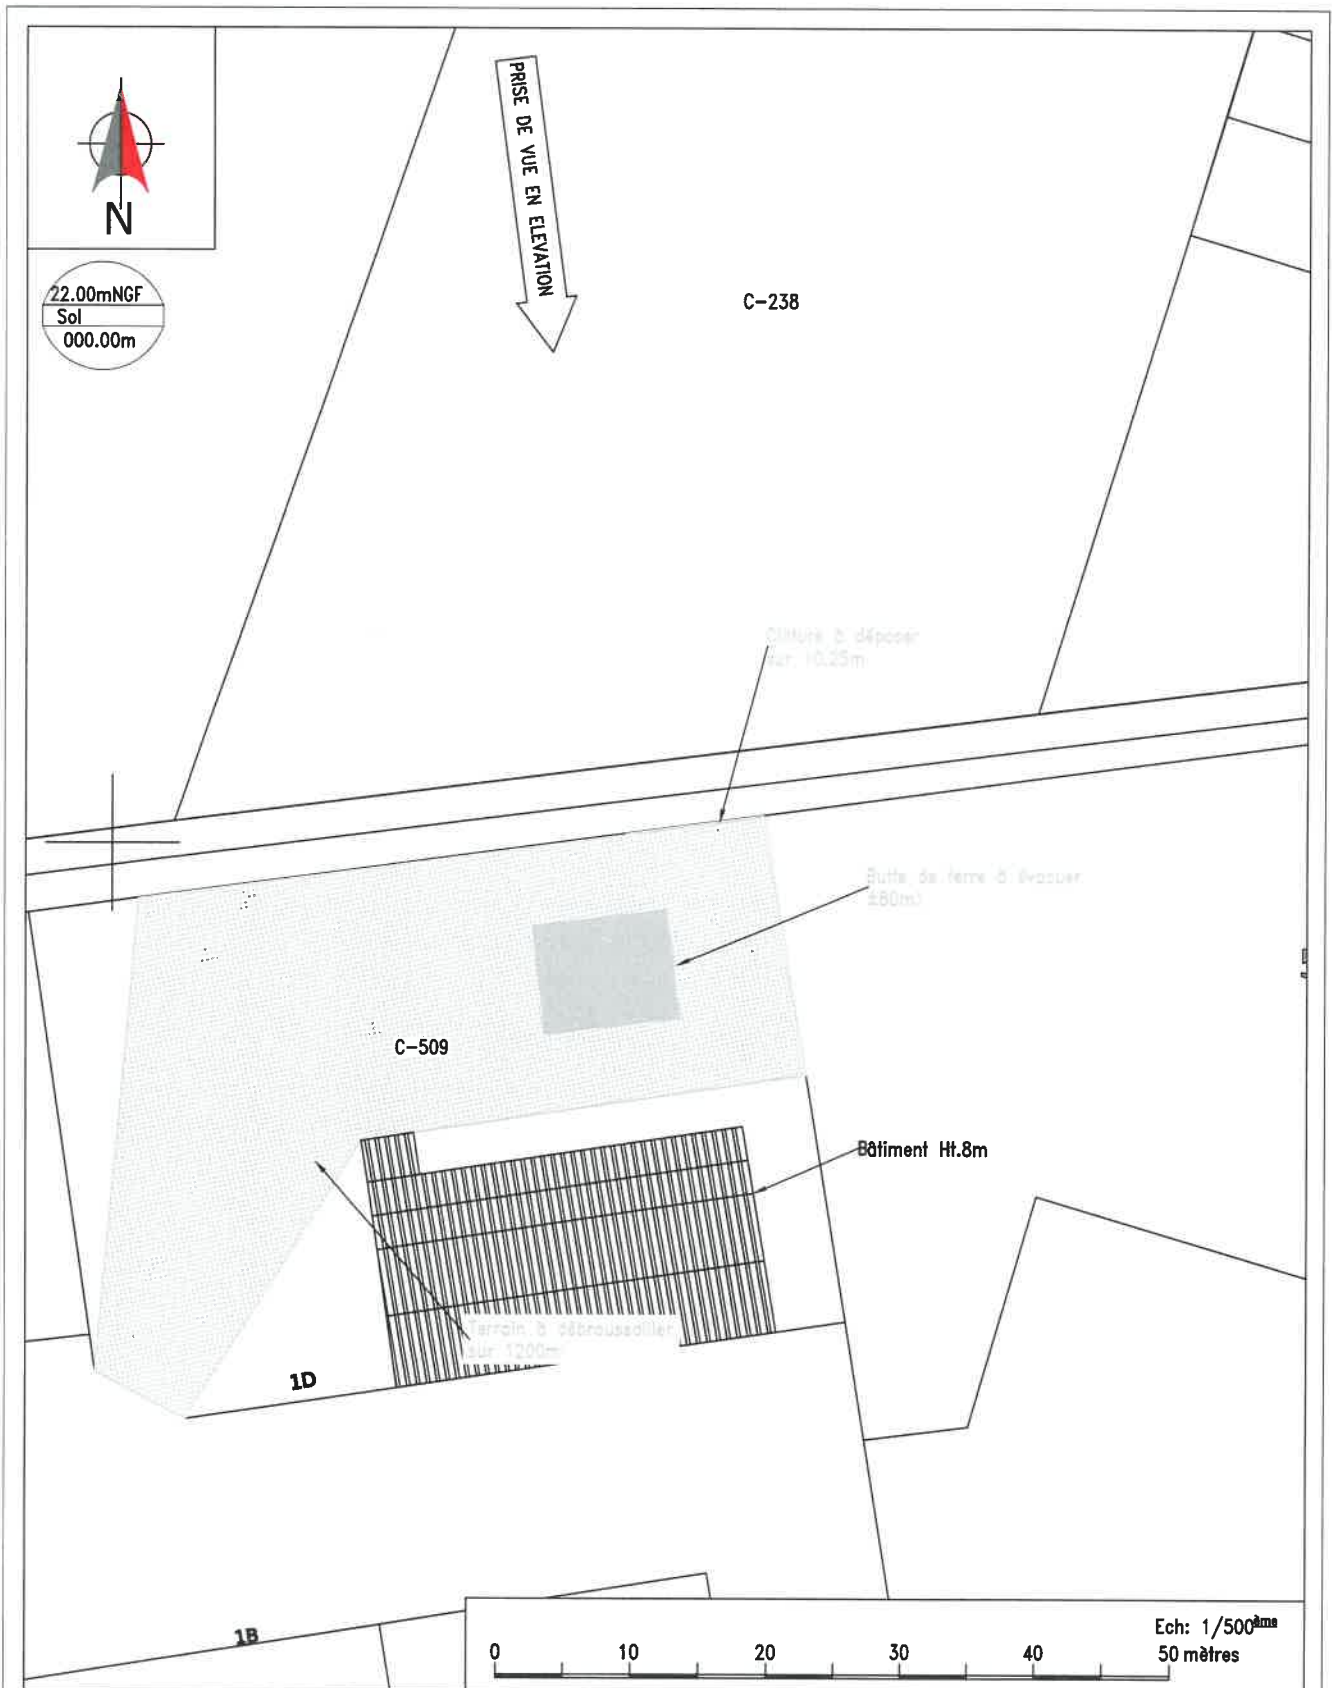 N
22.00mNGF
Sol
000.00m
PRISE DE VUE EN ELEVATION
C-238
Clôture à déposer
sur 10.25m
Butte de terre à évacuer
±80m
C-509
Bâtiment Ht.8m
Terrain à débroussailler
sur 1200m
1D
1B
Ech: 1/500ème
0 10 20 30 40 50 mètres